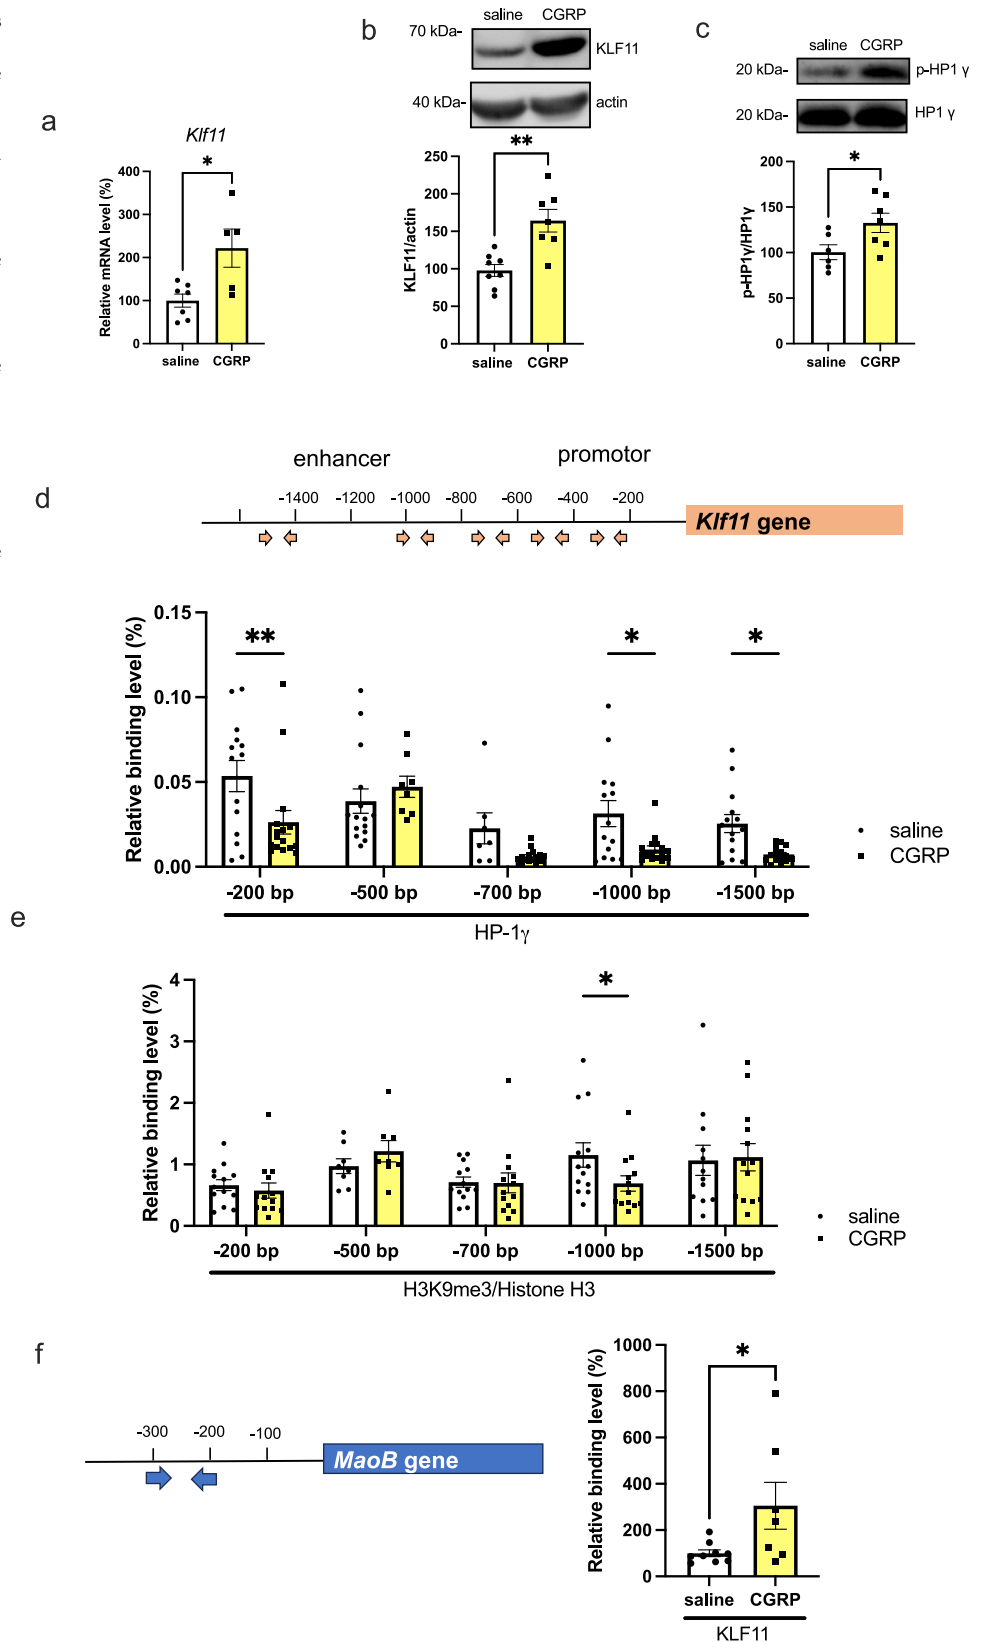 a
Klf11
*
Relative mRNA level (%)
400
300
200
100
0
saline CGRP
b
saline CGRP
70 kDa-
KLF11
40 kDa-
actin
**
KLF11/actin
250
200
150
100
50
0
saline CGRP
c
saline CGRP
20 kDa-
p-HP1 γ
20 kDa-
HP1 γ
*
p-HP1γ/HP1γ
200
150
100
50
0
saline CGRP
d
enhancer promotor
-1400 -1200 -1000 -800 -600 -400 -200
Klf11 gene
Relative binding level (%)
0.15
0.10
0.05
0.00
** * *
-200 bp -500 bp -700 bp -1000 bp -1500 bp
HP-1γ
saline
CGRP
e
Relative binding level (%)
4
3
2
1
0
*
-200 bp -500 bp -700 bp -1000 bp -1500 bp
H3K9me3/Histone H3
saline
CGRP
f
-300 -200 -100
MaoB gene
Relative binding level (%)
1000
800
600
400
200
0
*
saline CGRP
KLF11